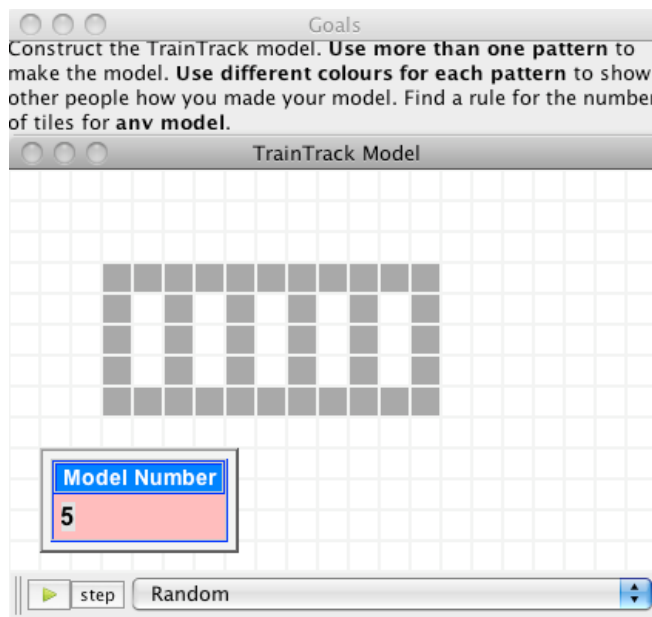 Goals
Construct the TrainTrack model. Use more than one pattern to
make the model. Use different colours for each pattern to show
other people how you made your model. Find a rule for the number
of tiles for any model.
TrainTrack Model
Model Number
5
step
Random